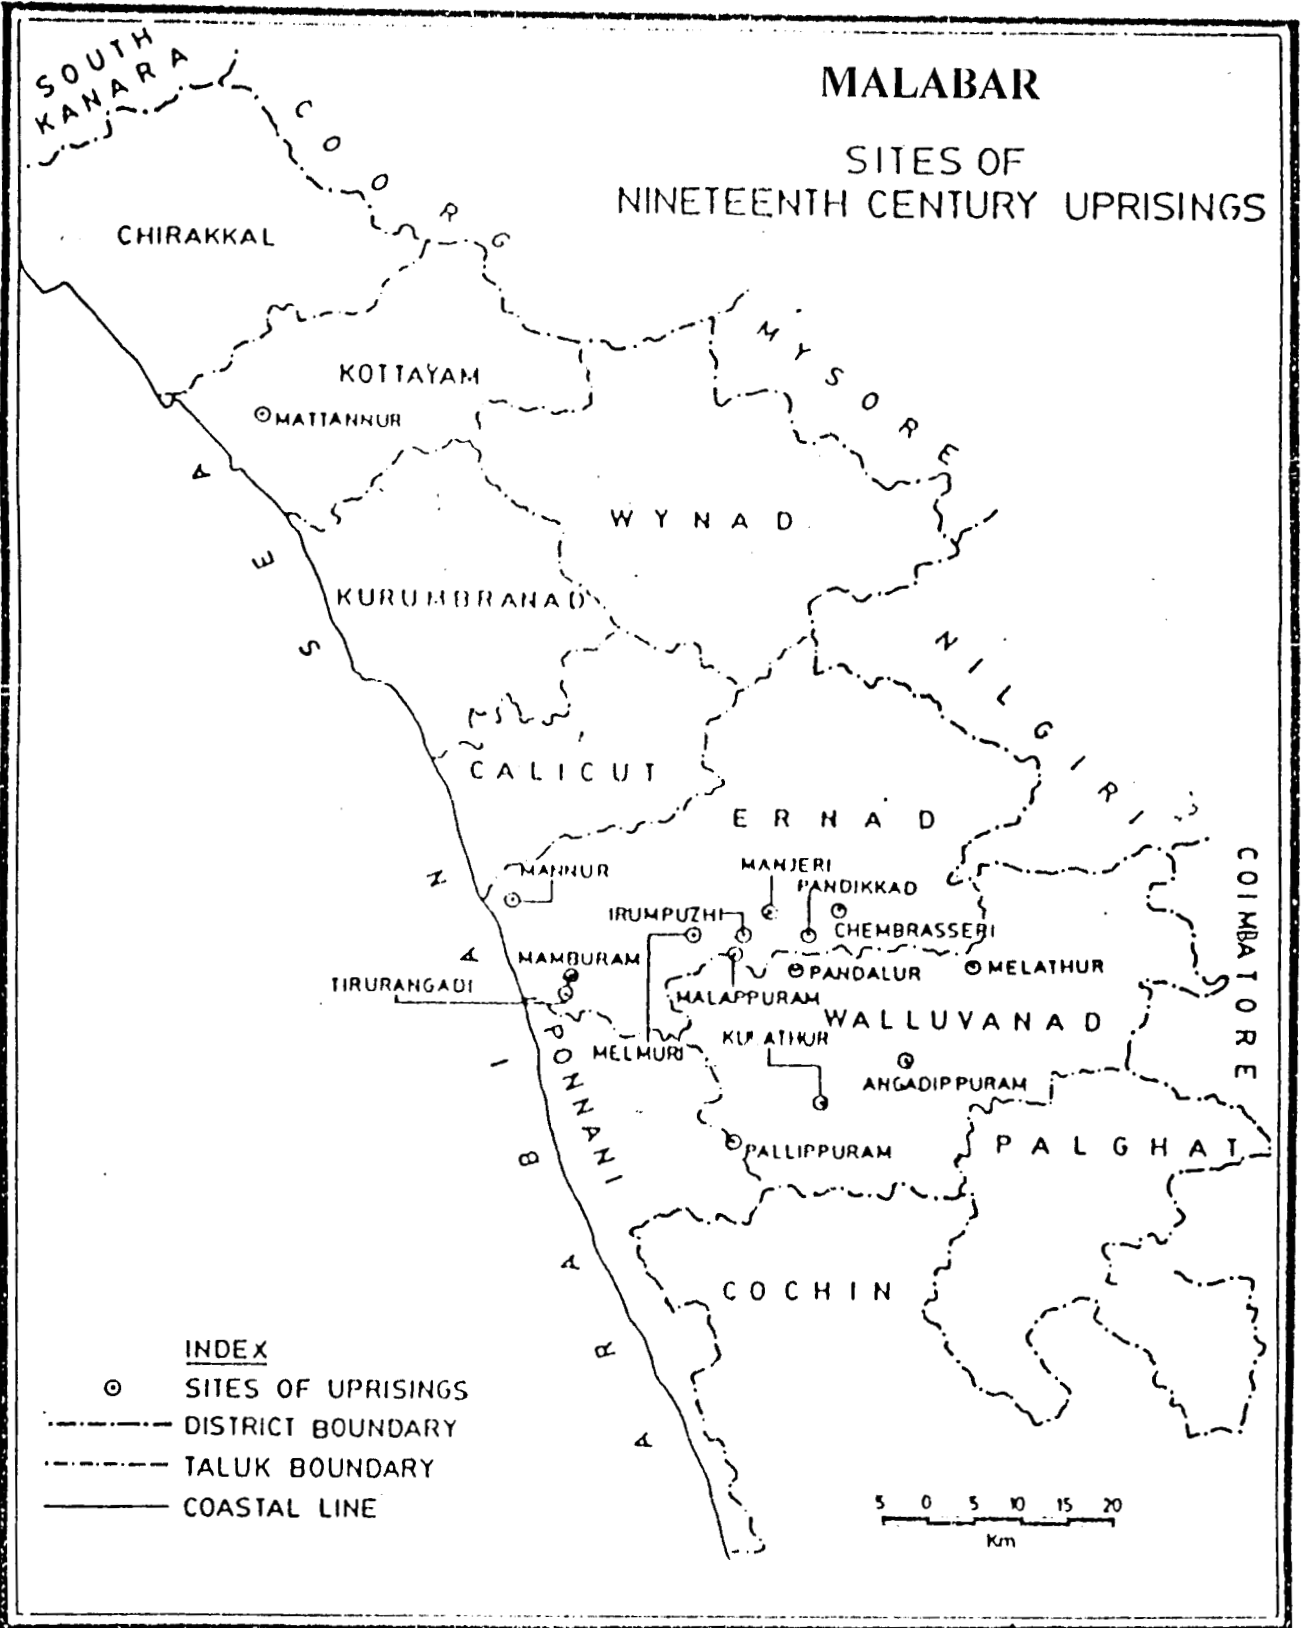 MALABAR
SITES OF
NINETEENTH CENTURY UPRISINGS
SOUTH
KANARA
COORG
CHIRAKKAL
MYSORE
KOTTAYAM
MATTANNUR
WYNAD
KURUMBRANAD
NILGIRIS
CALICUT
ERNAD
COIMBATORE
MANNUR
MANJERI
PANDIKKAD
IRUMPUZHI
CHEMBRASSERI
MAMBURAM
PANDALUR
MELATHUR
TIRURANGADI
MALAPPURAM
WALLUVANAD
MELMURI
ANGADIPPURAM
PONNANI
PALLIPPURAM
PALGHAT
COCHIN
ARABIAN SEA
INDEX
SITES OF UPRISINGS
DISTRICT BOUNDARY
TALUK BOUNDARY
COASTAL LINE
5 0 5 10 15 20
Km